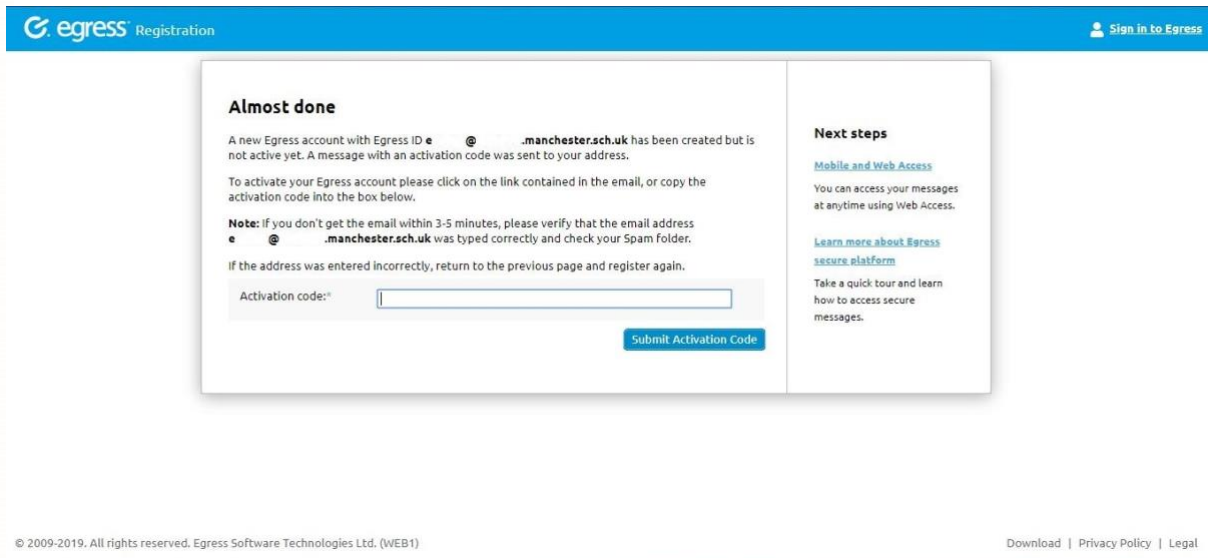 egress Registration
Sign in to Egress
Almost done
A new Egress account with Egress ID e @ .manchester.sch.uk has been created but is
not active yet. A message with an activation code was sent to your address.
To activate your Egress account please click on the link contained in the email, or copy the
activation code into the box below.
Note: If you don't get the email within 3-5 minutes, please verify that the email address
e @ .manchester.sch.uk was typed correctly and check your Spam folder.
If the address was entered incorrectly, return to the previous page and register again.
Activation code:*
Submit Activation Code
Next steps
Mobile and Web Access
You can access your messages
at anytime using Web Access.
Learn more about Egress
secure platform
Take a quick tour and learn
how to access secure
messages.
© 2009-2019. All rights reserved. Egress Software Technologies Ltd. (WEB1)
Download | Privacy Policy | Legal